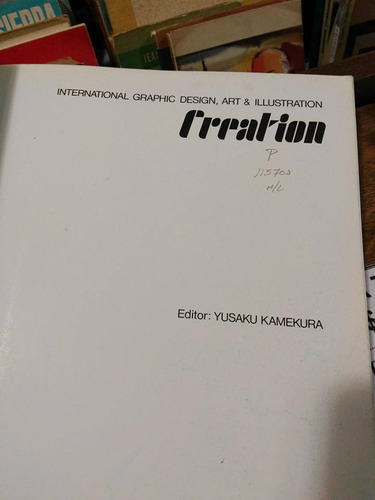 INTERNATIONAL GRAPHIC DESIGN, ART & ILLUSTRATION
Creation
P
115703
M/L
Editor: YUSAKU KAMEKURA